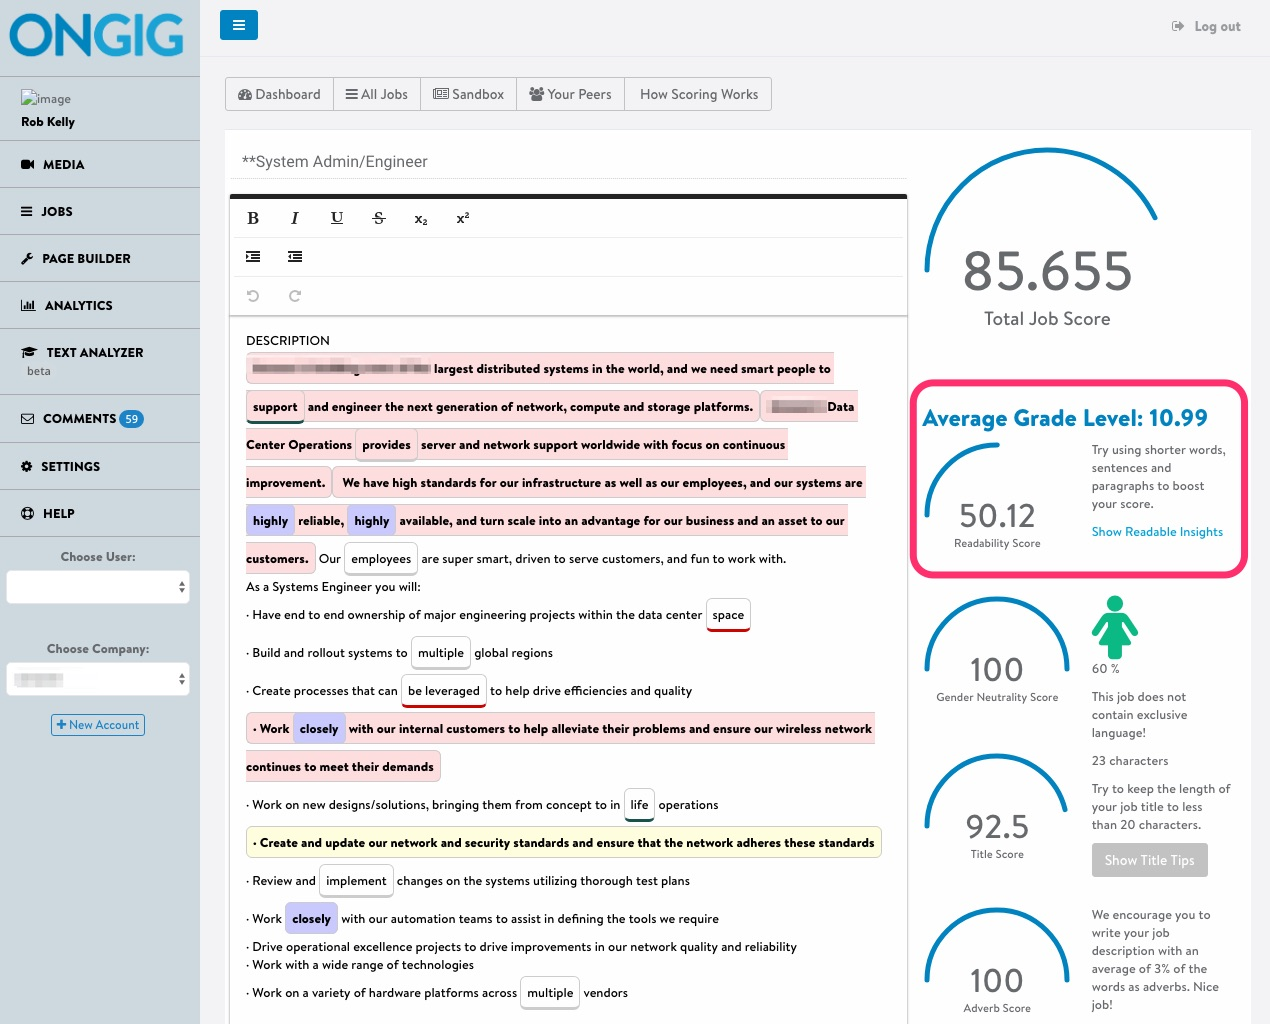 ONGIG
Log out
image
Rob Kelly
MEDIA
JOBS
PAGE BUILDER
ANALYTICS
TEXT ANALYZER
beta
COMMENTS 59
SETTINGS
HELP
Choose User:
Choose Company:
+ New Account
Dashboard
All Jobs
Sandbox
Your Peers
How Scoring Works
**System Admin/Engineer
B I U S x₂ x²
DESCRIPTION
largest distributed systems in the world, and we need smart people to
support and engineer the next generation of network, compute and storage platforms. Data
Center Operations provides server and network support worldwide with focus on continuous
improvement. We have high standards for our infrastructure as well as our employees, and our systems are
highly reliable, highly available, and turn scale into an advantage for our business and an asset to our
customers. Our employees are super smart, driven to serve customers, and fun to work with.
As a Systems Engineer you will:
· Have end to end ownership of major engineering projects within the data center space
· Build and rollout systems to multiple global regions
· Create processes that can be leveraged to help drive efficiencies and quality
· Work closely with our internal customers to help alleviate their problems and ensure our wireless network
continues to meet their demands
· Work on new designs/solutions, bringing them from concept to in life operations
· Create and update our network and security standards and ensure that the network adheres these standards
· Review and implement changes on the systems utilizing thorough test plans
· Work closely with our automation teams to assist in defining the tools we require
· Drive operational excellence projects to drive improvements in our network quality and reliability
· Work with a wide range of technologies
· Work on a variety of hardware platforms across multiple vendors
85.655
Total Job Score
Average Grade Level: 10.99
50.12
Readability Score
Try using shorter words,
sentences and
paragraphs to boost
your score.
Show Readable Insights
100
Gender Neutrality Score
60 %
This job does not
contain exclusive
language!
92.5
Title Score
23 characters
Try to keep the length of
your job title to less
than 20 characters.
Show Title Tips
100
Adverb Score
We encourage you to
write your job
description with an
average of 3% of the
words as adverbs. Nice
job!